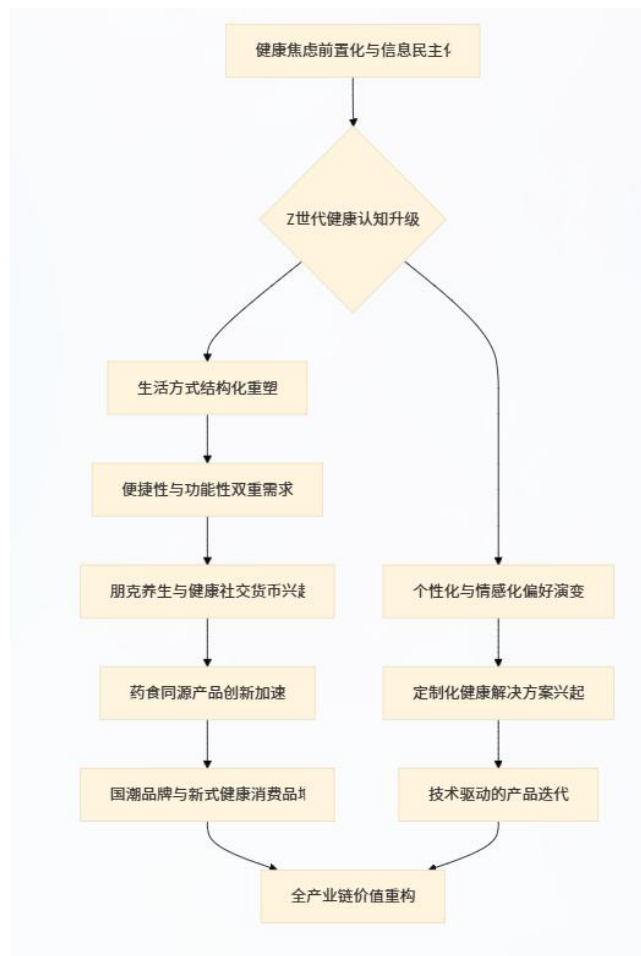 健康焦虑前置化与信息民主
Z世代健康认知升级
生活方式结构化重塑
便捷性与功能性双重需求
朋克养生与健康社交货币兴起
个性化与情感化偏好演变
药食同源产品创新加速
定制化健康解决方案兴起
国潮品牌与新式健康消费品
技术驱动的产品迭代
全产业链价值重构